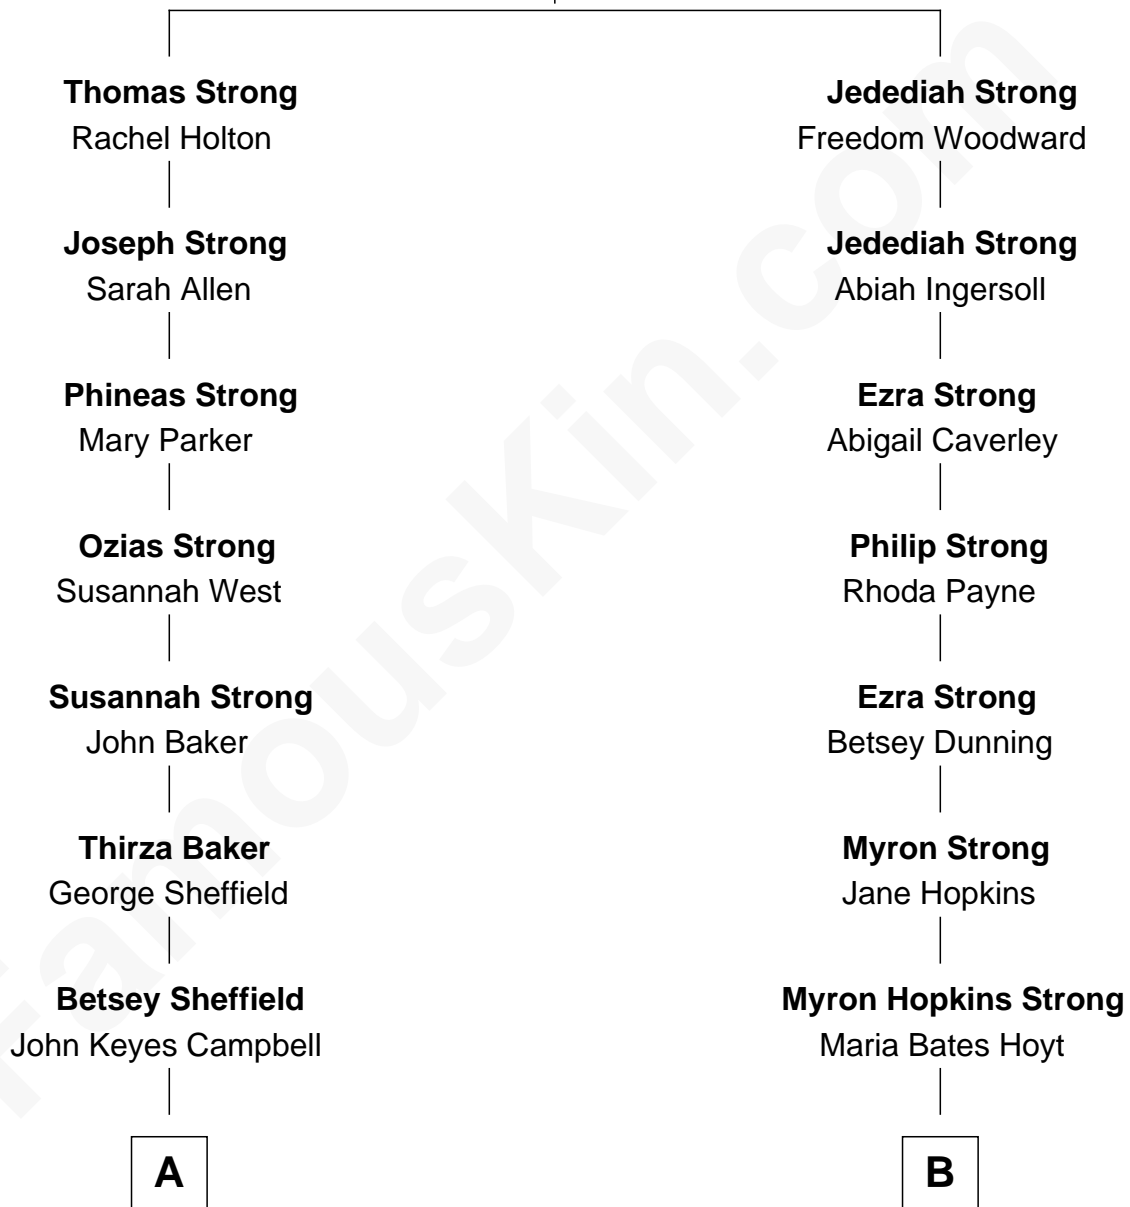 Thomas Strong
Rachel Holton
Jedediah Strong
Freedom Woodward
Joseph Strong
Sarah Allen
Jedediah Strong
Abiah Ingersoll
Phineas Strong
Mary Parker
Ezra Strong
Abigail Caverley
Ozias Strong
Susannah West
Philip Strong
Rhoda Payne
Susannah Strong
John Baker
Ezra Strong
Betsey Dunning
Thirza Baker
George Sheffield
Myron Strong
Jane Hopkins
Betsey Sheffield
John Keyes Campbell
Myron Hopkins Strong
Maria Bates Hoyt
A
B
FamousKin.com